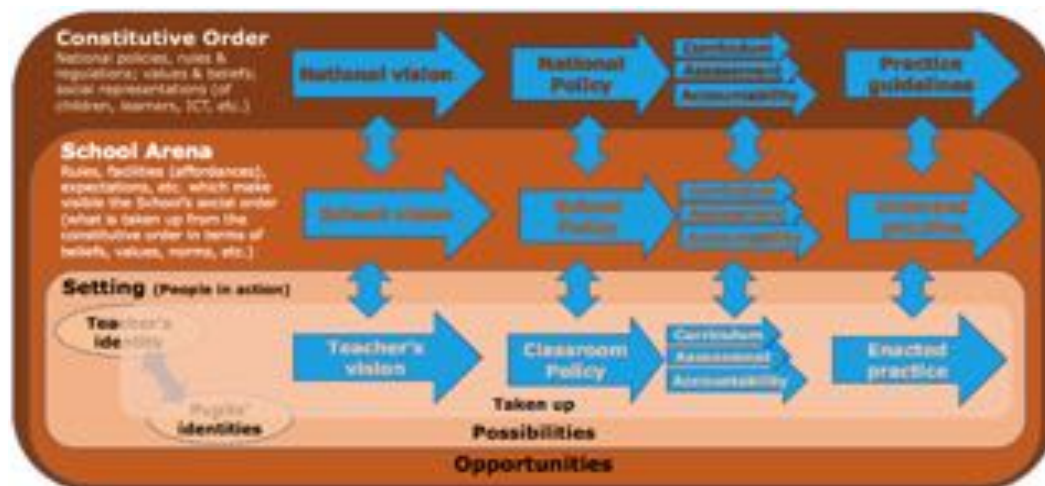 Constitutive Order
National policies, rules &
regulations; values & beliefs;
social representations (of
children, learners, ICT, etc.)
National vision
National
Policy
Curriculum
Assessment
Accountability
Practice
guidelines
School Arena
Rules, facilities (affordances),
expectations, etc. which make
visible the School's social order
(what is taken up from the
constitutive order in terms of
beliefs, values, norms, etc.)
School vision
School
Policy
Curriculum
Assessment
Accountability
Setting (People in action)
Teacher's
identity
Pupils'
identities
Teacher's
vision
Classroom
Policy
Curriculum
Assessment
Accountability
Enacted
practice
Taken up
Possibilities
Opportunities